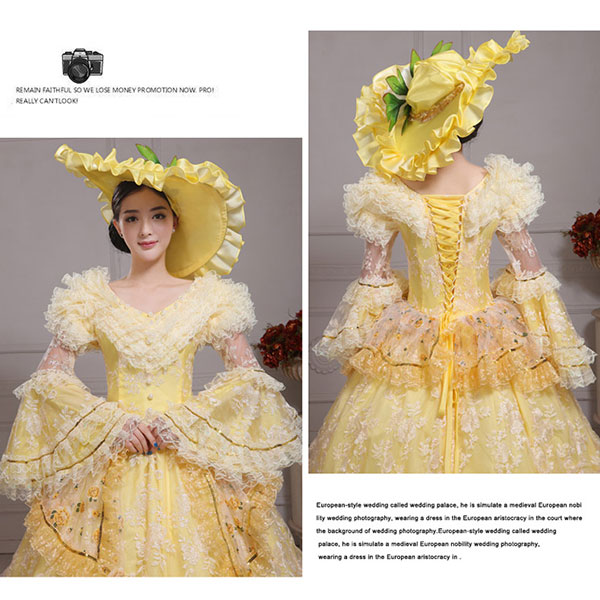 REMAIN FAITHFUL SO WE LOSE MONEY PROMOTION NOW. PRO!
REALLY CAN'TLOOK!
European-style wedding called wedding palace, he is simulate a medieval European nobi
lity wedding photography, wearing a dress in the European aristocracy in the court where
the background of wedding photography.European-style wedding called wedding
palace, he is simulate a medieval European nobility wedding photography,
wearing a dress in the European aristocracy in .